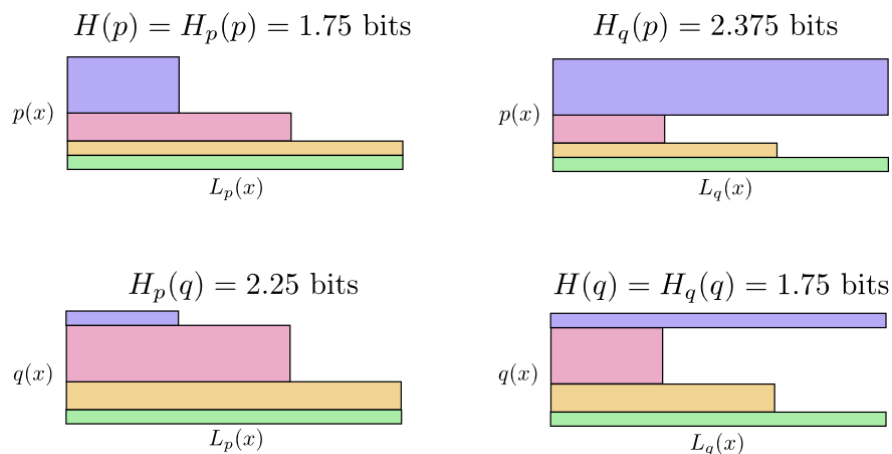 H(p) = H_p(p) = 1.75 bits
H_q(p) = 2.375 bits
p(x)
p(x)
L_p(x)
L_q(x)
H_p(q) = 2.25 bits
H(q) = H_q(q) = 1.75 bits
q(x)
q(x)
L_p(x)
L_q(x)